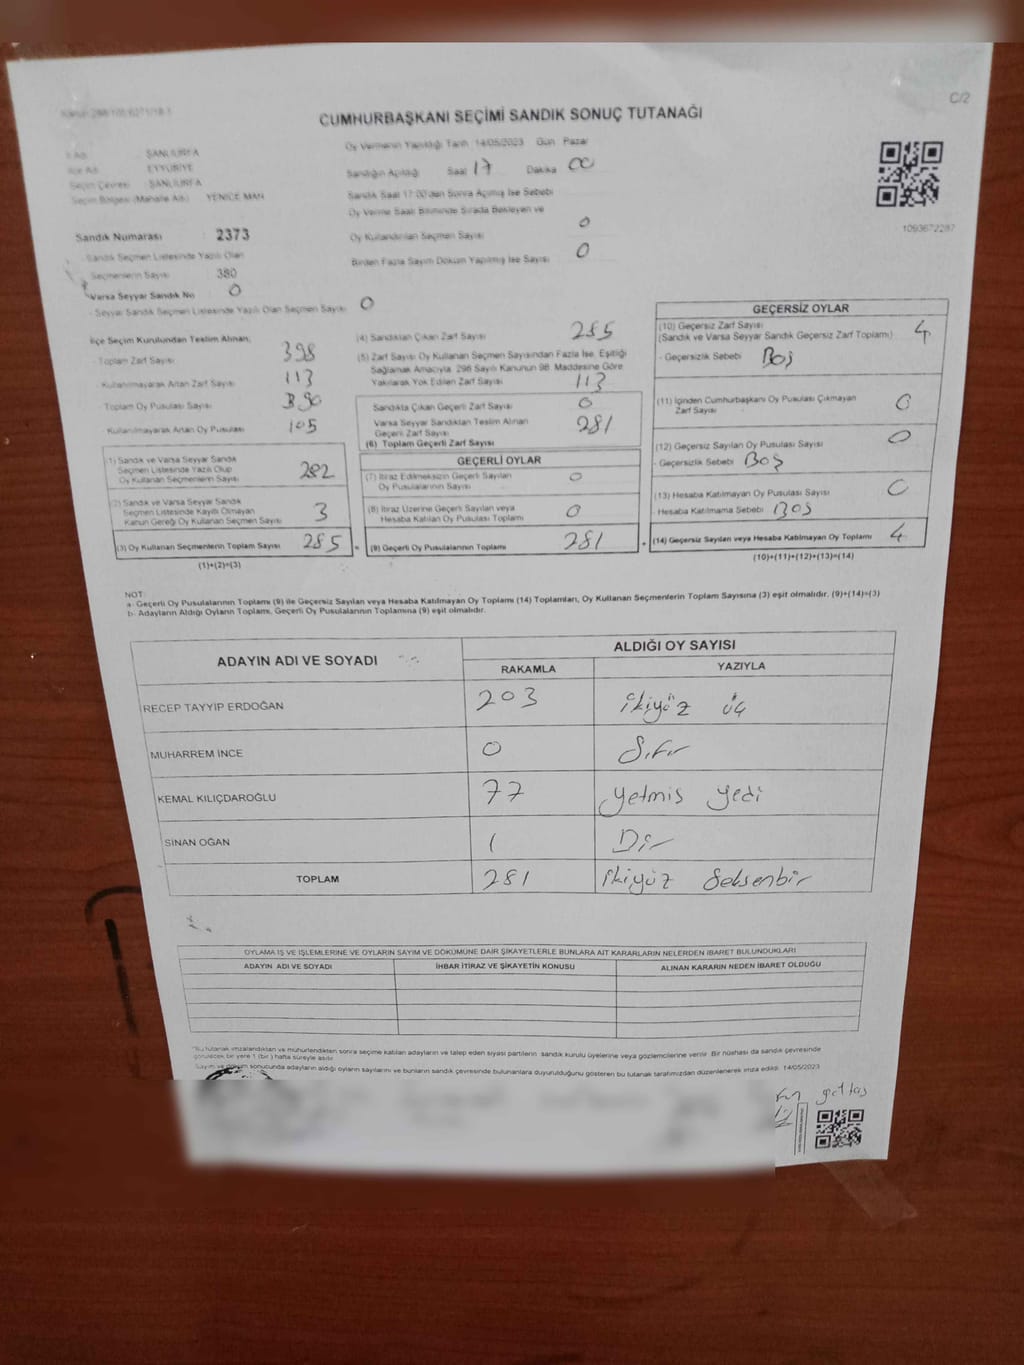 C/2
CUMHURBAŞKANI SEÇİMİ SANDIK SONUÇ TUTANAĞI
Oy Vermenin Yapıldığı Tarih 14/05/2023 Gün Pazar
İl Adı ŞANLIURFA
İlçe Adı EYYÜBİYE
Seçim Çevresi ŞANLIURFA
Seçim Bölgesi (Mahalle Adı) YENİCE MAH
Sandığın Açıldığı Saat 17 Dakika 00
Sandık Saat 17:00'den Sonra Açılmış İse Sebebi
Oy Verme Saati Bitiminde Sırada Bekleyen ve
Oy Kullandırılan Seçmen Sayısı 0
Birden Fazla Sayım Döküm Yapılmış İse Sayısı 0
1093672287
Sandık Numarası : 2373
- Sandık Seçmen Listesinde Yazılı Olan
Seçmenlerin Sayısı 380
Varsa Seyyar Sandık No 0
- Seyyar Sandık Seçmen Listesinde Yazılı Olan Seçmen Sayısı 0
İlçe Seçim Kurulundan Teslim Alınan;
- Toplam Zarf Sayısı 398
- Kullanılmayarak Artan Zarf Sayısı 113
- Toplam Oy Pusulası Sayısı 390
- Kullanılmayarak Artan Oy Pusulası 105
(1) Sandık ve Varsa Seyyar Sandık
Seçmen Listesinde Yazılı Olup
Oy Kullanan Seçmenlerin Sayısı 282
(2) Sandık ve Varsa Seyyar Sandık
Seçmen Listesinde Kayıtlı Olmayan
Kanun Gereği Oy Kullanan Seçmen Sayısı 3
(3) Oy Kullanan Seçmenlerin Toplam Sayısı 285 =
(1)+(2)=(3)
(4) Sandıktan Çıkan Zarf Sayısı 285
(5) Zarf Sayısı Oy Kullanan Seçmen Sayısından Fazla İse, Eşitliği
Sağlamak Amacıyla, 298 Sayılı Kanunun 98. Maddesine Göre
Yakılarak Yok Edilen Zarf Sayısı 113
Sandıkta Çıkan Geçerli Zarf Sayısı 0
Varsa Seyyar Sandıktan Teslim Alınan
Geçerli Zarf Sayısı 281
(6) Toplam Geçerli Zarf Sayısı
GEÇERLİ OYLAR
(7) İtiraz Edilmeksizin Geçerli Sayılan
Oy Pusulalarının Sayısı 0
(8) İtiraz Üzerine Geçerli Sayılan veya
Hesaba Katılan Oy Pusulaları Toplamı 0
(9) Geçerli Oy Pusulalarının Toplamı 281 +
GEÇERSİZ OYLAR
(10) Geçersiz Zarf Sayısı
(Sandık ve Varsa Seyyar Sandık Geçersiz Zarf Toplamı) 4
- Geçersizlik Sebebi Boş
(11) İçinden Cumhurbaşkanı Oy Pusulası Çıkmayan
Zarf Sayısı 0
(12) Geçersiz Sayılan Oy Pusulası Sayısı 0
- Geçersizlik Sebebi Boş
(13) Hesaba Katılmayan Oy Pusulası Sayısı 0
- Hesaba Katılmama Sebebi BOŞ
(14) Geçersiz Sayılan veya Hesaba Katılmayan Oy Toplamı 4
(10)+(11)+(12)+(13)=(14)
NOT:
a- Geçerli Oy Pusulalarının Toplamı (9) ile Geçersiz Sayılan veya Hesaba Katılmayan Oy Toplamı (14) Toplamları, Oy Kullanan Seçmenlerin Toplam Sayısına (3) eşit olmalıdır. (9)+(14)=(3)
b- Adayların Aldığı Oyların Toplamı, Geçerli Oy Pusulalarının Toplamına (9) eşit olmalıdır.
ADAYIN ADI VE SOYADI ALDIĞI OY SAYISI
RAKAMLA YAZIYLA
RECEP TAYYİP ERDOĞAN 203 ikiyüz üç
MUHARREM İNCE 0 Sıfır
KEMAL KILIÇDAROĞLU 77 yetmis yedi
SİNAN OĞAN 1 Bir
TOPLAM 281 ikiyüz Seksenbir
OYLAMA İŞ VE İŞLEMLERİNE VE OYLARIN SAYIM VE DÖKÜMÜNE DAİR ŞİKAYETLERLE BUNLARA AİT KARARLARIN NELERDEN İBARET BULUNDUKLARI
ADAYIN ADI VE SOYADI İHBAR İTİRAZ VE ŞİKAYETİN KONUSU ALINAN KARARIN NEDEN İBARET OLDUĞU
*Bu tutanak imzalandıktan ve mühürlendikten sonra seçime katılan adayların ve talep eden siyasi partilerin sandık kurulu üyelerine veya gözlemcilerine verilir. Bir nüshası da sandık çevresinde
görülecek bir yere 1 (bir) hafta süreyle asılır.
Sayım ve döküm sonucunda adayların aldığı oyların sayılarını ve bunların sandık çevresinde bulunanlara duyurulduğunu gösteren bu tutanak tarafımızdan düzenlenerek imza edildi. 14/05/2023